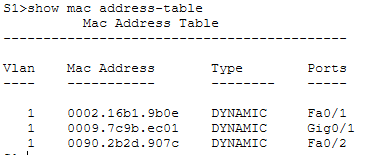 S1>show mac address-table
Mac Address Table
-------------------------------------------
Vlan Mac Address Type Ports
---- ----------- -------- -----
1 0002.16b1.9b0e DYNAMIC Fa0/1
1 0009.7c9b.ec01 DYNAMIC Gig0/1
1 0090.2b2d.907c DYNAMIC Fa0/2